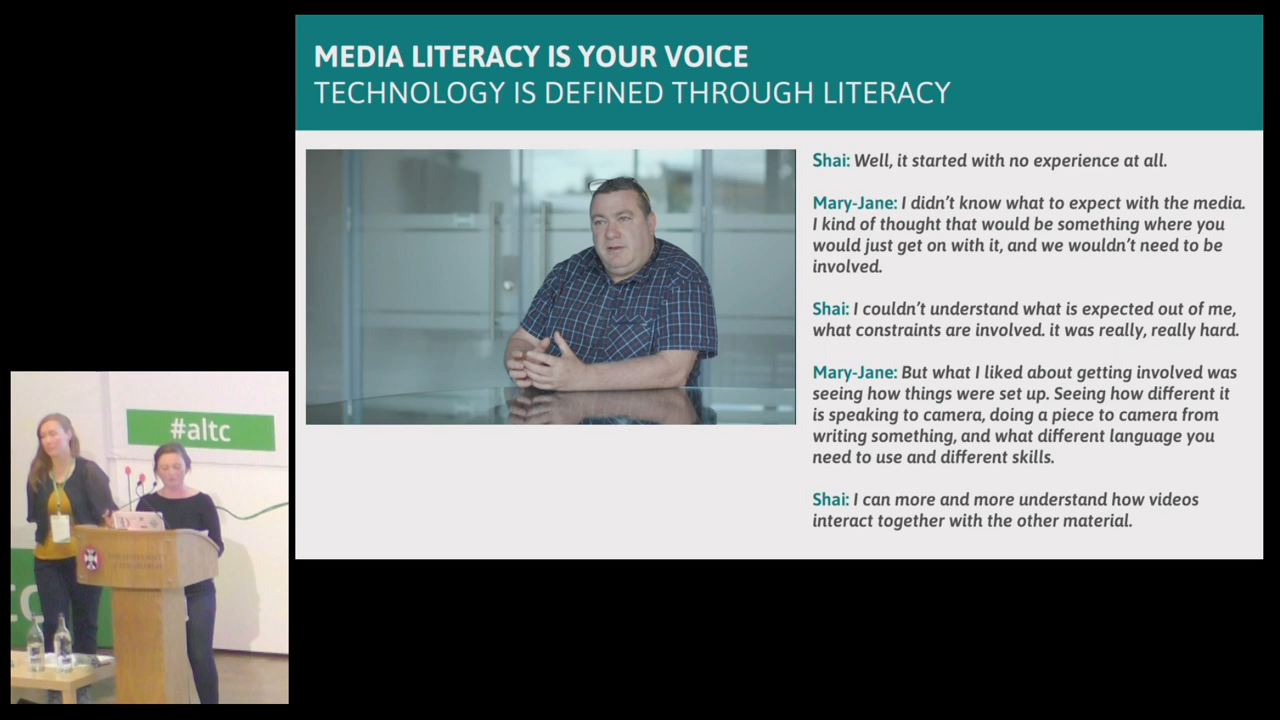 MEDIA LITERACY IS YOUR VOICE
TECHNOLOGY IS DEFINED THROUGH LITERACY
Shai: Well, it started with no experience at all.
Mary-Jane: I didn't know what to expect with the media.
I kind of thought that would be something where you
would just get on with it, and we wouldn't need to be
involved.
Shai: I couldn't understand what is expected out of me,
what constraints are involved. it was really, really hard.
Mary-Jane: But what I liked about getting involved was
seeing how things were set up. Seeing how different it
is speaking to camera, doing a piece to camera from
writing something, and what different language you
need to use and different skills.
Shai: I can more and more understand how videos
interact together with the other material.
#altc